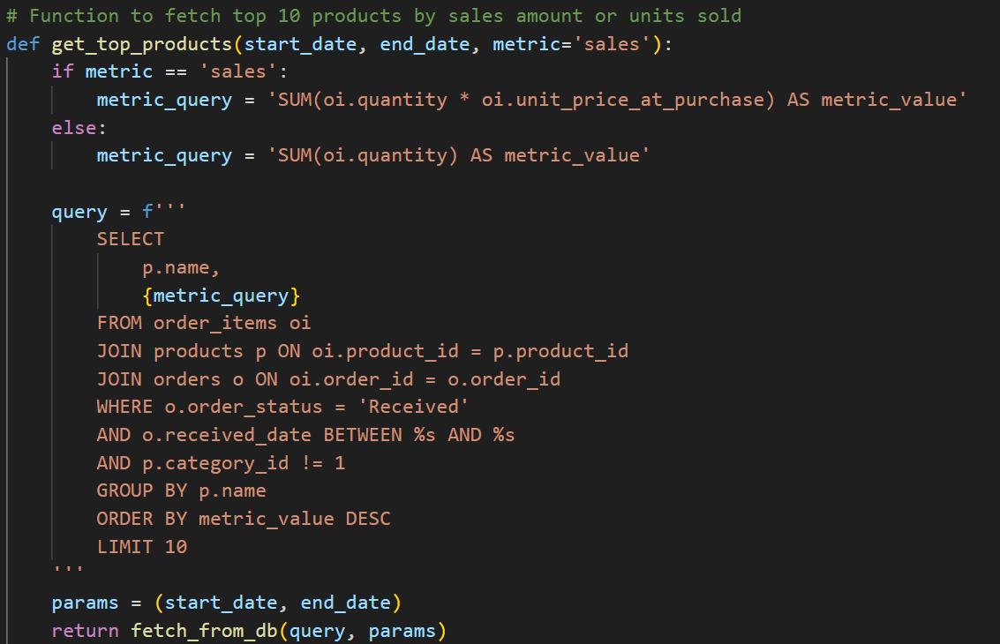 # Function to fetch top 10 products by sales amount or units sold
def get_top_products(start_date, end_date, metric='sales'):
    if metric == 'sales':
        metric_query = 'SUM(oi.quantity * oi.unit_price_at_purchase) AS metric_value'
    else:
        metric_query = 'SUM(oi.quantity) AS metric_value'

    query = f'''
        SELECT
            p.name,
            {metric_query}
        FROM order_items oi
        JOIN products p ON oi.product_id = p.product_id
        JOIN orders o ON oi.order_id = o.order_id
        WHERE o.order_status = 'Received'
        AND o.received_date BETWEEN %s AND %s
        AND p.category_id != 1
        GROUP BY p.name
        ORDER BY metric_value DESC
        LIMIT 10
    '''
    params = (start_date, end_date)
    return fetch_from_db(query, params)